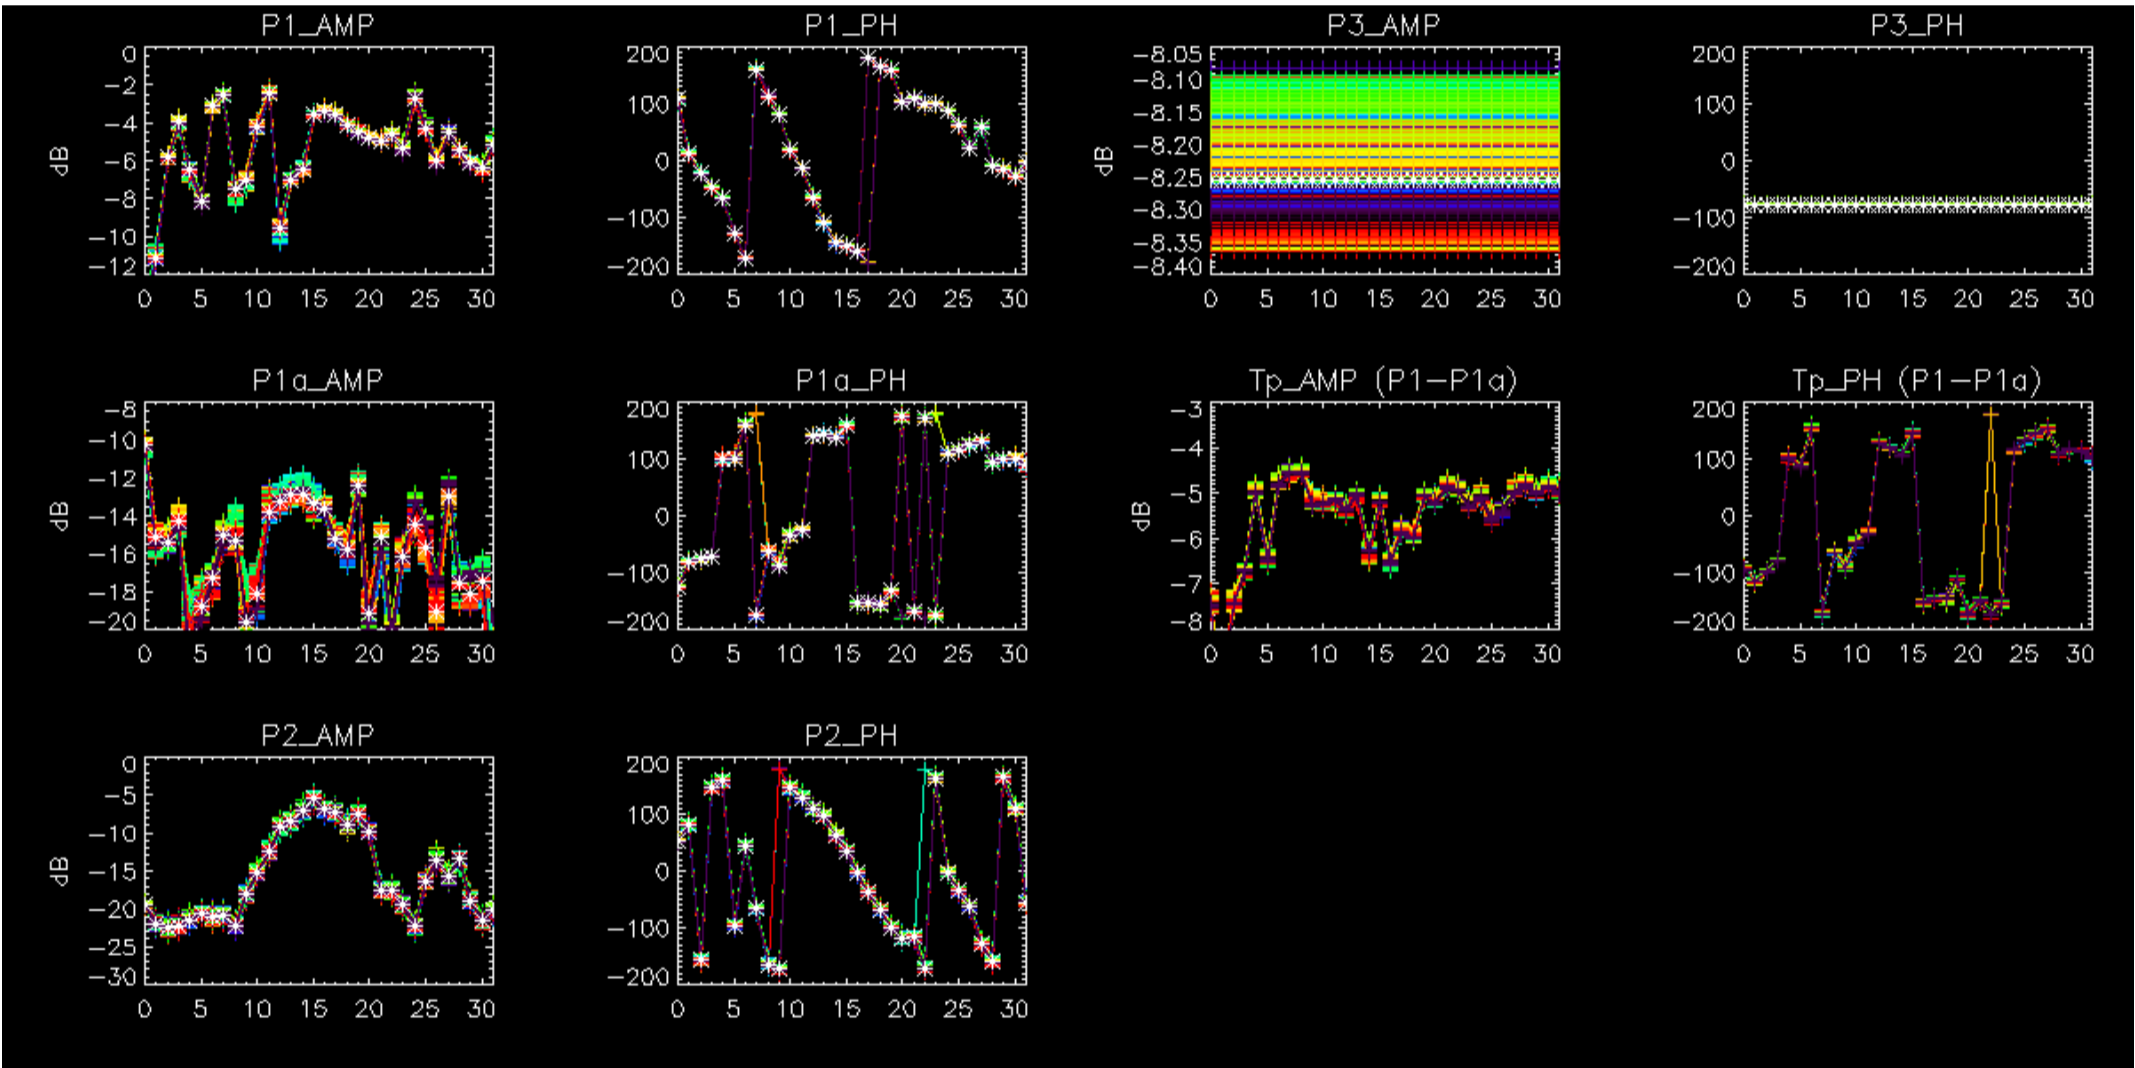 P1_AMP
0
-2
-4
-6
-8
-10
-12
dB
0 5 10 15 20 25 30
P1_PH
200
100
0
-100
-200
0 5 10 15 20 25 30
P3_AMP
-8.05
-8.10
-8.15
-8.20
-8.25
-8.30
-8.35
-8.40
dB
0 5 10 15 20 25 30
P3_PH
200
100
0
-100
-200
0 5 10 15 20 25 30
P1a_AMP
-8
-10
-12
-14
-16
-18
-20
dB
0 5 10 15 20 25 30
P1a_PH
200
100
0
-100
-200
0 5 10 15 20 25 30
Tp_AMP (P1-P1a)
-3
-4
-5
-6
-7
-8
dB
0 5 10 15 20 25 30
Tp_PH (P1-P1a)
200
100
0
-100
-200
0 5 10 15 20 25 30
P2_AMP
0
-5
-10
-15
-20
-25
-30
dB
0 5 10 15 20 25 30
P2_PH
200
100
0
-100
-200
0 5 10 15 20 25 30